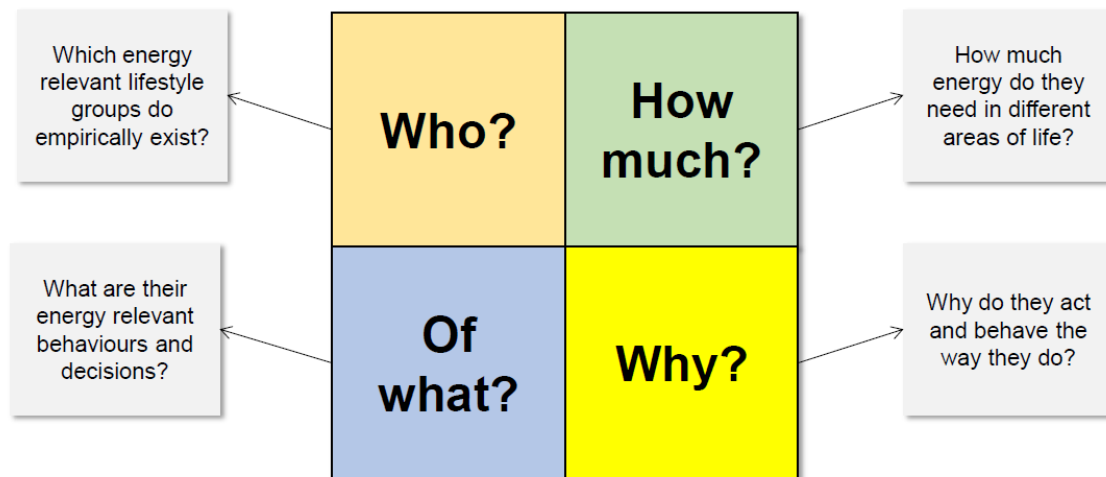 Which energy
relevant lifestyle
groups do
empirically exist?
Who?
How
much?
How much
energy do they
need in different
areas of life?
What are their
energy relevant
behaviours and
decisions?
Of
what?
Why?
Why do they act
and behave the
way they do?